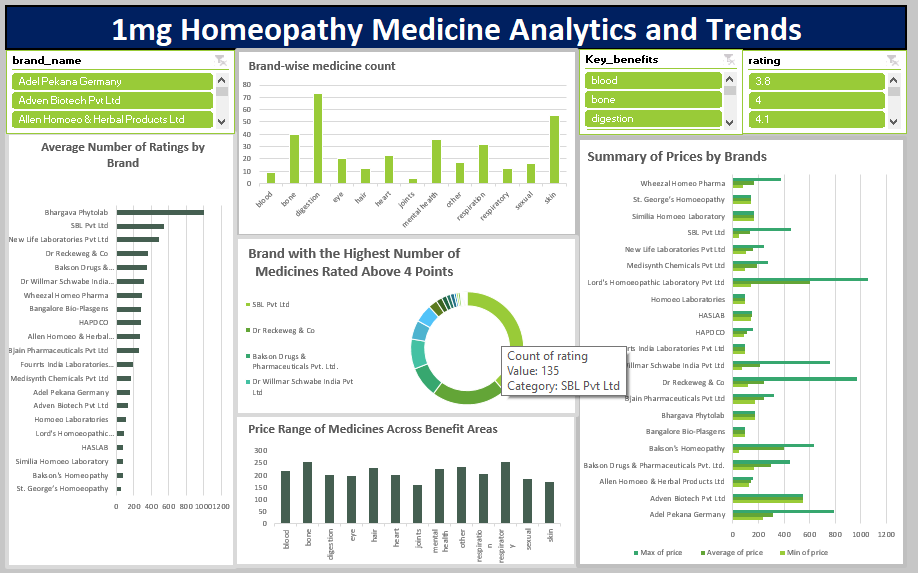 1mg Homeopathy Medicine Analytics and Trends
brand_name
Adel Pekana Germany
Adven Biotech Pvt Ltd
Allen Homoeo & Herbal Products Ltd
Average Number of Ratings by
Brand
Bhargava Phytolab
SBL Pvt Ltd
New Life Laboratories Pvt Ltd
Dr Reckeweg & Co
Bakson Drugs &...
Dr Willmar Schwabe India...
Wheezal Homeo Pharma
Bangalore Bio-Plasgens
HAPDCO
Allen Homoeo & Herbal...
Bjain Pharmaceuticals Pvt Ltd
Fourrts India Laboratories...
Medisynth Chemicals Pvt Ltd
Adel Pekana Germany
Adven Biotech Pvt Ltd
Homoeo Laboratories
Lord's Homoeopathic...
HASLAB
Similia Homoeo Laboratory
Bakson's Homeopathy
St. George's Homoeopathy
0 200 400 600 800 1000 1200
Brand-wise medicine count
80
70
60
50
40
30
20
10
0
blood bone digestion eye hair heart joints mental health other respiration respiratory sexual skin
Brand with the Highest Number of
Medicines Rated Above 4 Points
SBL Pvt Ltd
Dr Reckeweg & Co
Bakson Drugs &
Pharmaceuticals Pvt. Ltd.
Dr Willmar Schwabe India Pvt
Ltd
Count of rating
Value: 135
Category: SBL Pvt Ltd
Price Range of Medicines Across Benefit Areas
300
250
200
150
100
50
0
blood bone digestion eye hair heart joints mental health other respiratio n respirator y sexual skin
Key_benefits
blood
bone
digestion
rating
3.8
4
4.1
Summary of Prices by Brands
Wheezal Homeo Pharma
St. George's Homoeopathy
Similia Homoeo Laboratory
SBL Pvt Ltd
New Life Laboratories Pvt Ltd
Medisynth Chemicals Pvt Ltd
Lord's Homoeopathic Laboratory Pvt Ltd
Homoeo Laboratories
HASLAB
HAPDCO
rrts India Laboratories Pvt Ltd
illmar Schwabe India Pvt Ltd
Dr Reckeweg & Co
Bjain Pharmaceuticals Pvt Ltd
Bhargava Phytolab
Bangalore Bio-Plasgens
Bakson's Homeopathy
Bakson Drugs & Pharmaceuticals Pvt. Ltd.
Allen Homoeo & Herbal Products Ltd
Adven Biotech Pvt Ltd
Adel Pekana Germany
0 200 400 600 800 1000 1200
Max of price Average of price Min of price